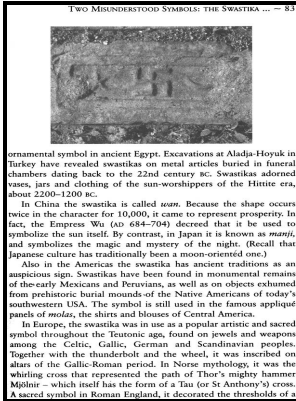 TWO MISUNDERSTOOD SYMBOLS: THE SWASTIKA ... – 83
ornamental symbol in ancient Egypt. Excavations at Aladja-Hoyuk in
Turkey have revealed swastikas on metal articles buried in funeral
chambers dating back to the 22nd century BC. Swastikas adorned
vases, jars and clothing of the sun-worshippers of the Hittite era,
about 2200–1200 BC.
In China the swastika is called wan. Because the shape occurs
twice in the character for 10,000, it came to represent prosperity. In
fact, the Empress Wu (AD 684–704) decreed that it be used to
symbolize the sun itself. By contrast, in Japan it is known as manji,
and symbolizes the magic and mystery of the night. (Recall that
Japanese culture has traditionally been a moon-oriented one.)
Also in the Americas the swastika has ancient traditions as an
auspicious sign. Swastikas have been found in monumental remains
of the early Mexicans and Peruvians, as well as on objects exhumed
from prehistoric burial mounds of the Native Americans of today's
southwestern USA. The symbol is still used in the famous appliqué
panels of molas, the shirts and blouses of Central America.
In Europe, the swastika was in use as a popular artistic and sacred
symbol throughout the Teutonic age, found on jewels and weapons
among the Celtic, Gallic, German and Scandinavian peoples.
Together with the thunderbolt and the wheel, it was inscribed on
altars of the Gallic-Roman period. In Norse mythology, it was the
whirling cross that represented the path of Thor's mighty hammer
Mjölnir – which itself has the form of a Tau (or St Anthony's) cross.
A sacred symbol in Roman England, it decorated the thresholds of a